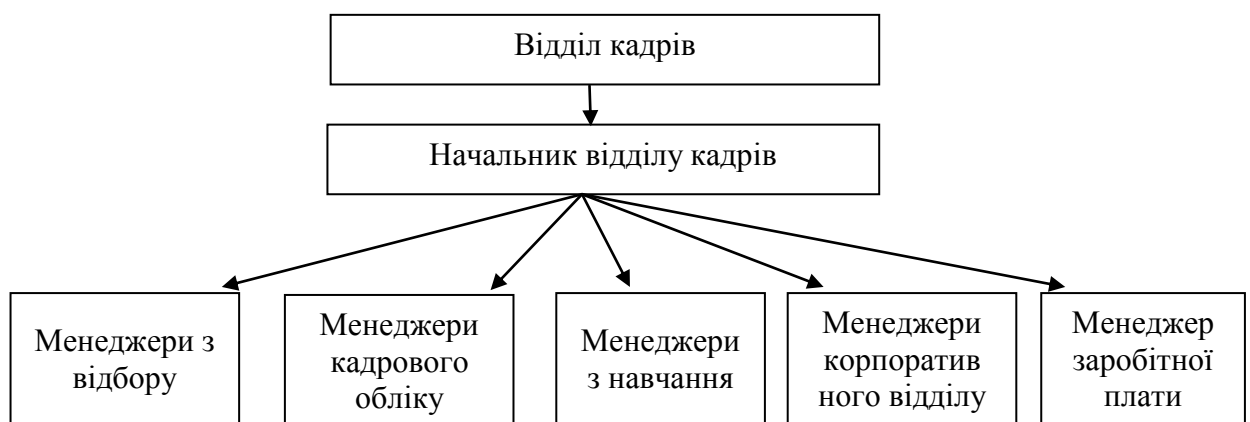 Відділ кадрів
Начальник відділу кадрів
Менеджери з
відбору
Менеджери
кадрового
обліку
Менеджери
з навчання
Менеджери
корпоратив
ного відділу
Менеджер
заробітної
плати